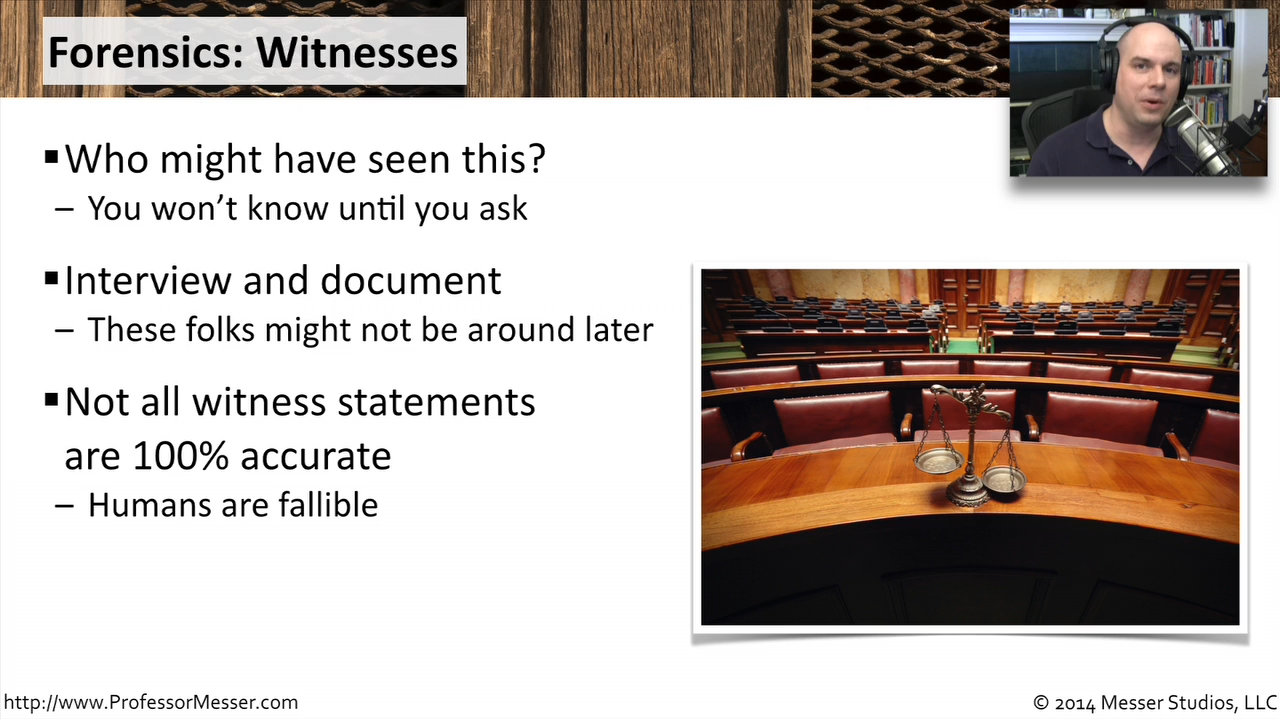 Forensics: Witnesses
▪Who might have seen this?
– You won’t know until you ask
▪Interview and document
– These folks might not be around later
▪Not all witness statements
are 100% accurate
– Humans are fallible
http://www.ProfessorMesser.com
© 2014 Messer Studios, LLC